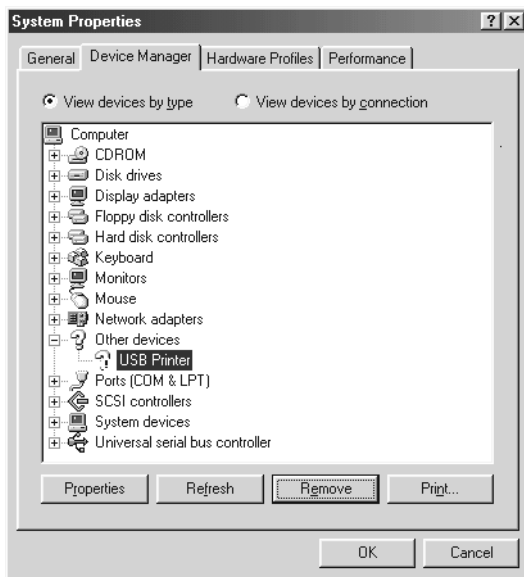 System Properties
? X
General Device Manager Hardware Profiles Performance
View devices by type View devices by connection
Computer
CDROM
Disk drives
Display adapters
Floppy disk controllers
Hard disk controllers
Keyboard
Monitors
Mouse
Network adapters
Other devices
USB Printer
Ports (COM & LPT)
SCSI controllers
System devices
Universal serial bus controller
Properties Refresh Remove Print...
OK Cancel